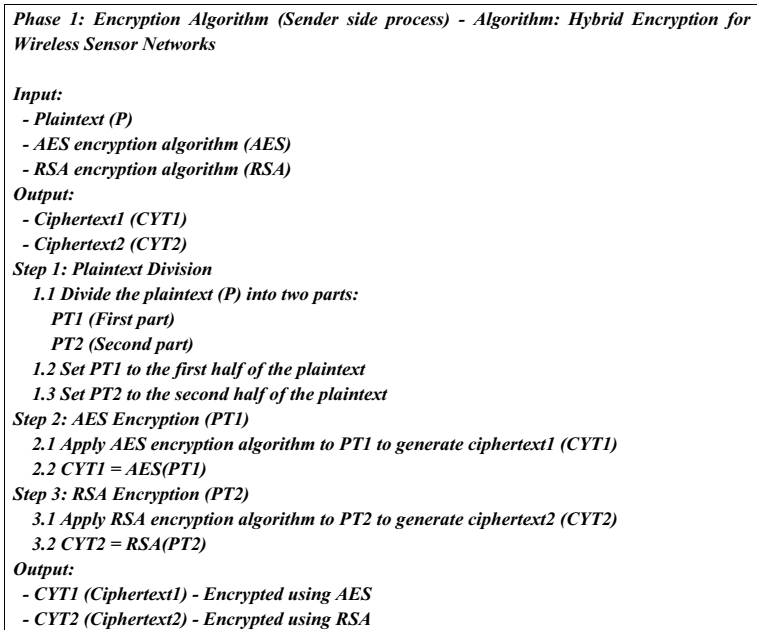 Phase 1: Encryption Algorithm (Sender side process) - Algorithm: Hybrid Encryption for
Wireless Sensor Networks
Input:
- Plaintext (P)
- AES encryption algorithm (AES)
- RSA encryption algorithm (RSA)
Output:
- Ciphertext1 (CYT1)
- Ciphertext2 (CYT2)
Step 1: Plaintext Division
1.1 Divide the plaintext (P) into two parts:
PT1 (First part)
PT2 (Second part)
1.2 Set PT1 to the first half of the plaintext
1.3 Set PT2 to the second half of the plaintext
Step 2: AES Encryption (PT1)
2.1 Apply AES encryption algorithm to PT1 to generate ciphertext1 (CYT1)
2.2 CYT1 = AES(PT1)
Step 3: RSA Encryption (PT2)
3.1 Apply RSA encryption algorithm to PT2 to generate ciphertext2 (CYT2)
3.2 CYT2 = RSA(PT2)
Output:
- CYT1 (Ciphertext1) - Encrypted using AES
- CYT2 (Ciphertext2) - Encrypted using RSA